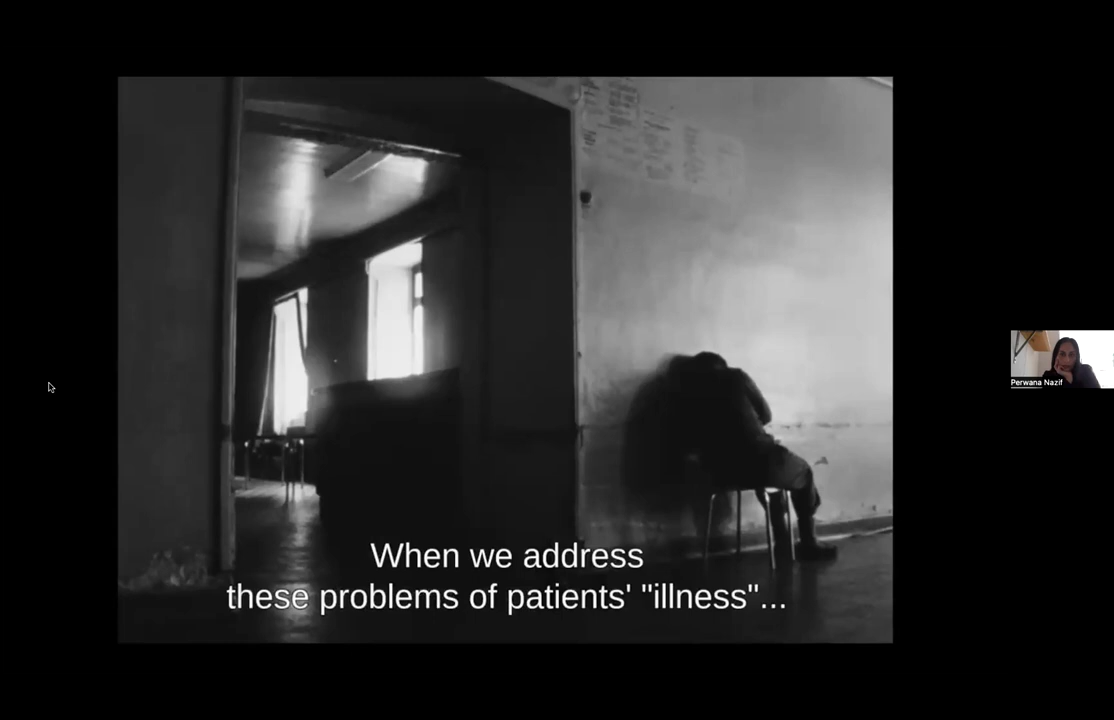 When we address
these problems of patients' "illness"...
Perwana Nazif